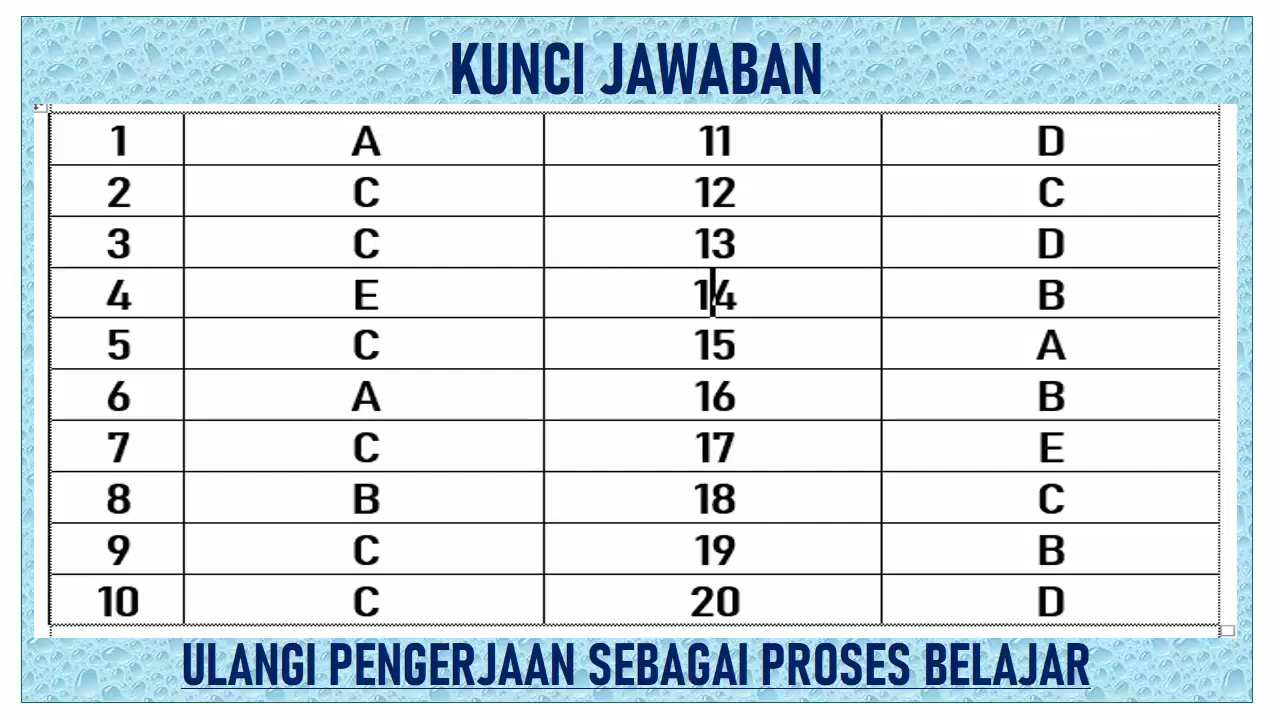 KUNCI JAWABAN
1 A 11 D
2 C 12 C
3 C 13 D
4 E 14 B
5 C 15 A
6 A 16 B
7 C 17 E
8 B 18 C
9 C 19 B
10 C 20 D
ULANGI PENGERJAAN SEBAGAI PROSES BELAJAR